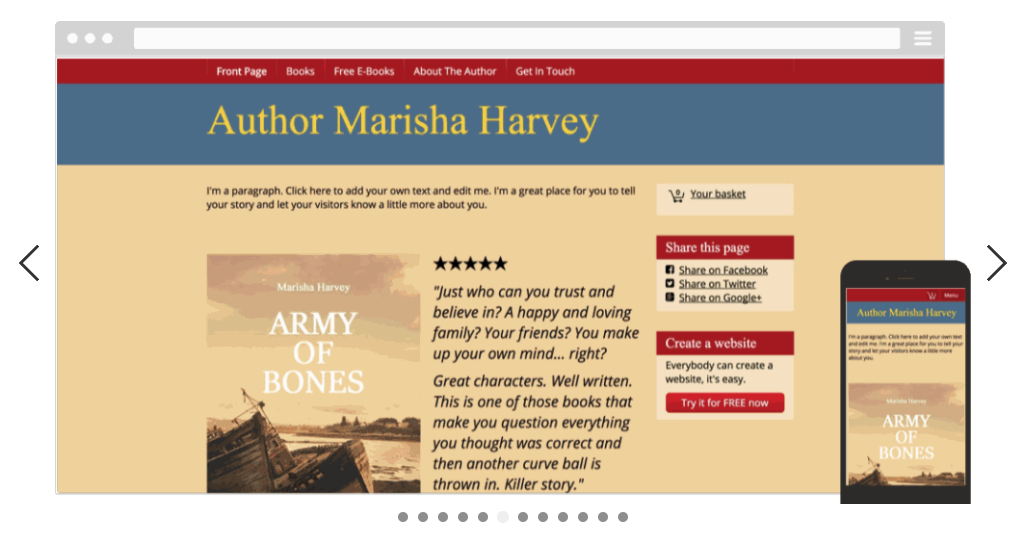 Front Page Books Free E-Books About The Author Get In Touch
Author Marisha Harvey
I'm a paragraph. Click here to add your own text and edit me. I'm a great place for you to tell
your story and let your visitors know a little more about you.
Marisha Harvey
ARMY
OF
BONES
"Just who can you trust and
believe in? A happy and loving
family? Your friends? You make
up your own mind... right?
Great characters. Well written.
This is one of those books that
make you question everything
you thought was correct and
then another curve ball is
thrown in. Killer story."
Your basket
Share this page
Share on Facebook
Share on Twitter
Share on Google+
Create a website
Everybody can create a
website, it's easy.
Try it for FREE now
Menu
Author Marisha Harvey
I'm a paragraph. Click here to add your own text
and edit me. I'm a great place for you to tell your
story and let your visitors know a little more
about you.
Marisha Harvey
ARMY
OF
BONES